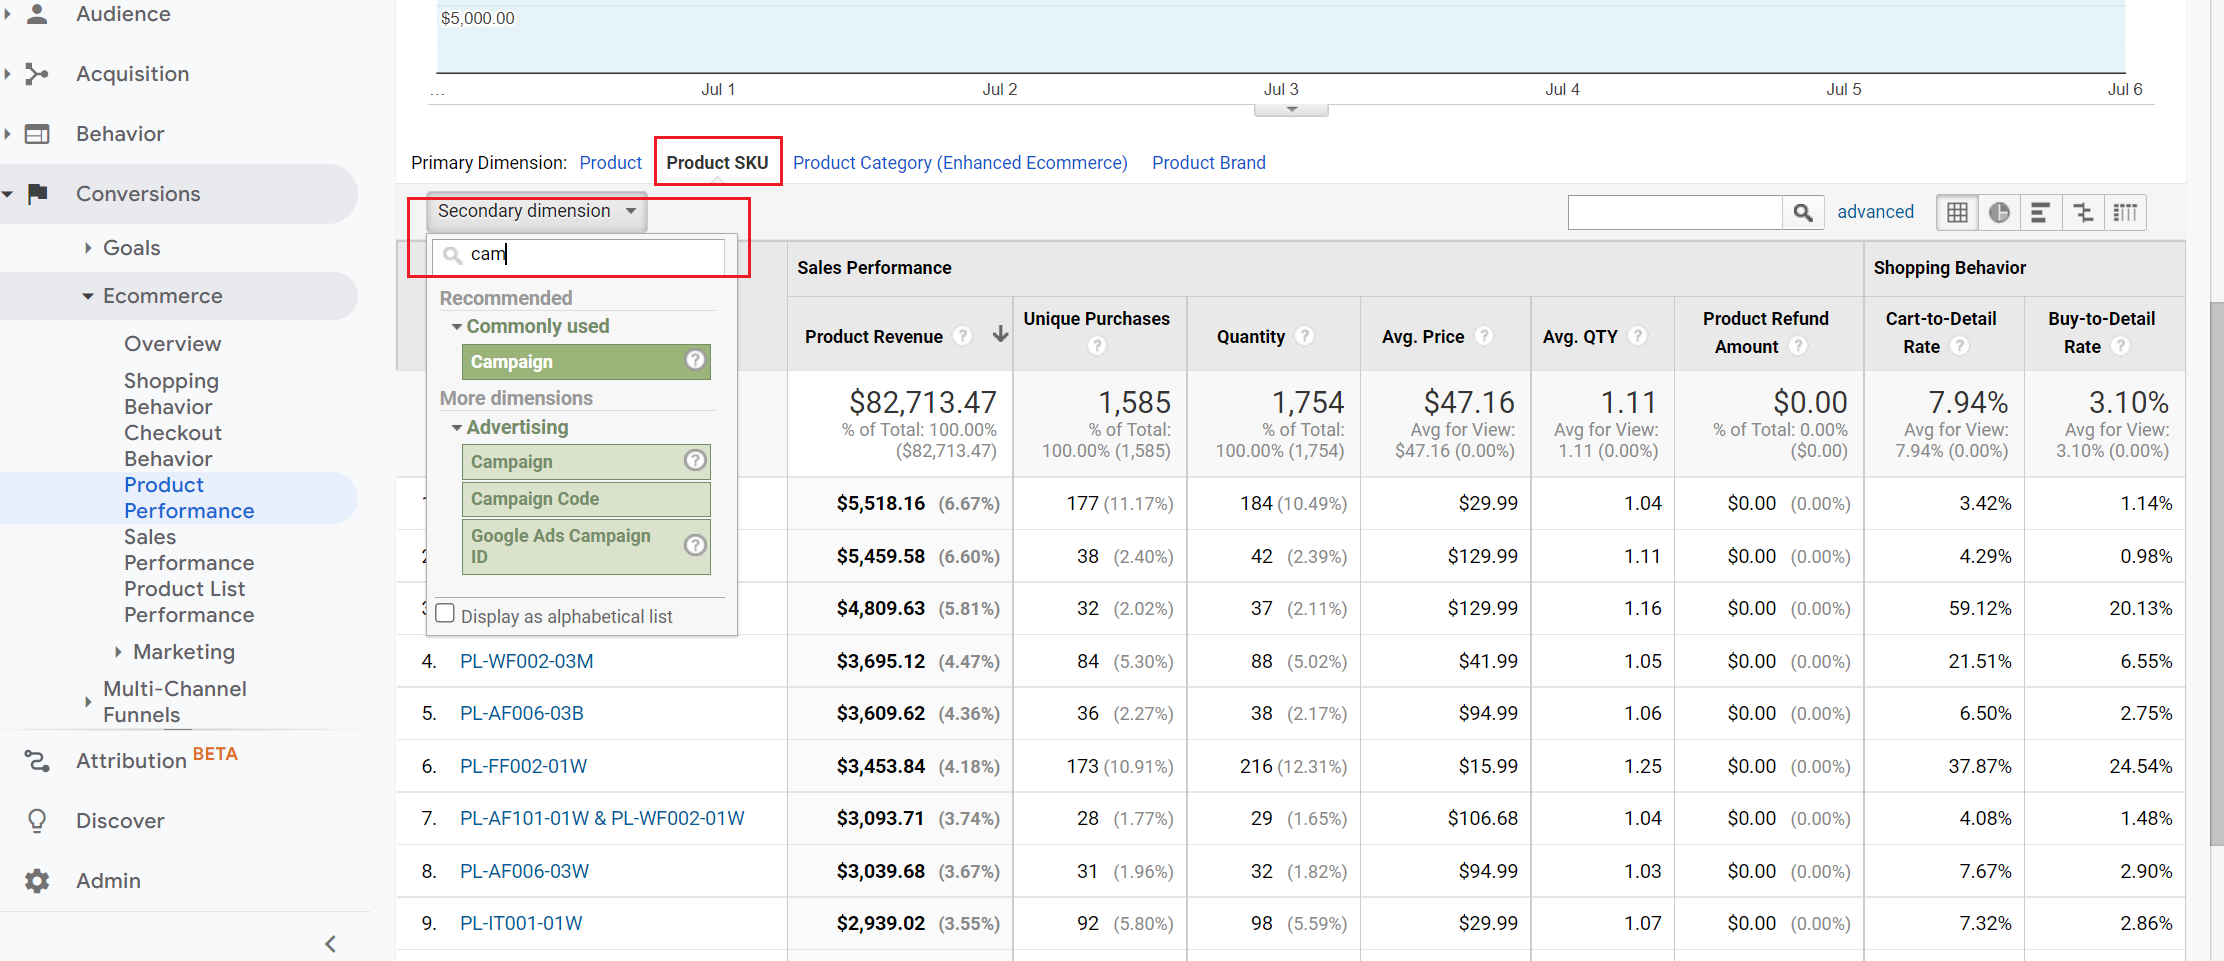 Audience
Acquisition
Behavior
Conversions
Goals
Ecommerce
Overview
Shopping
Behavior
Checkout
Behavior
Product
Performance
Sales
Performance
Product List
Performance
Marketing
Multi-Channel
Funnels
Attribution BETA
Discover
Admin
$5,000.00
... Jul 1 Jul 2 Jul 3 Jul 4 Jul 5 Jul 6
Primary Dimension: Product Product SKU Product Category (Enhanced Ecommerce) Product Brand
Secondary dimension
advanced
cam
Recommended
Commonly used
Campaign ?
More dimensions
Advertising
Campaign ?
Campaign Code
Google Ads Campaign
ID ?
Display as alphabetical list
Sales Performance Shopping Behavior
Product Revenue ? Unique Purchases ? Quantity ? Avg. Price ? Avg. QTY ? Product Refund Amount ? Cart-to-Detail Rate ? Buy-to-Detail Rate ?
$82,713.47 1,585 1,754 $47.16 1.11 $0.00 7.94% 3.10%
% of Total: 100.00% % of Total: % of Total: Avg for View: Avg for View: % of Total: 0.00% Avg for View: Avg for View:
($82,713.47) 100.00% (1,585) 100.00% (1,754) $47.16 (0.00%) 1.11 (0.00%) ($0.00) 7.94% (0.00%) 3.10% (0.00%)
$5,518.16 (6.67%) 177 (11.17%) 184 (10.49%) $29.99 1.04 $0.00 (0.00%) 3.42% 1.14%
$5,459.58 (6.60%) 38 (2.40%) 42 (2.39%) $129.99 1.11 $0.00 (0.00%) 4.29% 0.98%
$4,809.63 (5.81%) 32 (2.02%) 37 (2.11%) $129.99 1.16 $0.00 (0.00%) 59.12% 20.13%
4. PL-WF002-03M $3,695.12 (4.47%) 84 (5.30%) 88 (5.02%) $41.99 1.05 $0.00 (0.00%) 21.51% 6.55%
5. PL-AF006-03B $3,609.62 (4.36%) 36 (2.27%) 38 (2.17%) $94.99 1.06 $0.00 (0.00%) 6.50% 2.75%
6. PL-FF002-01W $3,453.84 (4.18%) 173 (10.91%) 216 (12.31%) $15.99 1.25 $0.00 (0.00%) 37.87% 24.54%
7. PL-AF101-01W & PL-WF002-01W $3,093.71 (3.74%) 28 (1.77%) 29 (1.65%) $106.68 1.04 $0.00 (0.00%) 4.08% 1.48%
8. PL-AF006-03W $3,039.68 (3.67%) 31 (1.96%) 32 (1.82%) $94.99 1.03 $0.00 (0.00%) 7.67% 2.90%
9. PL-IT001-01W $2,939.02 (3.55%) 92 (5.80%) 98 (5.59%) $29.99 1.07 $0.00 (0.00%) 7.32% 2.86%